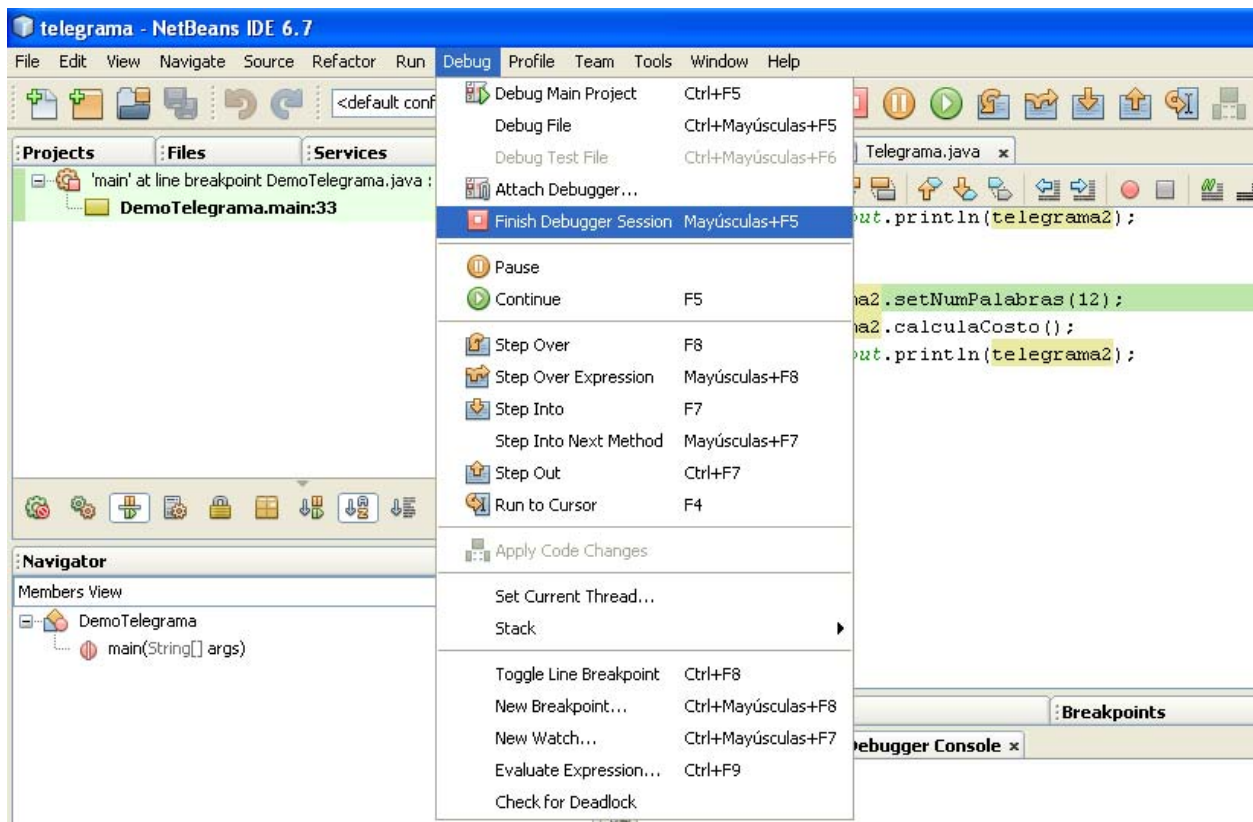 telegrama - NetBeans IDE 6.7
File Edit View Navigate Source Refactor Run Debug Profile Team Tools Window Help
<default conf
Projects Files Services
'main' at line breakpoint DemoTelegrama.java :
DemoTelegrama.main:33
Navigator
Members View
DemoTelegrama
main(String[] args)
Debug Main Project Ctrl+F5
Debug File Ctrl+Mayúsculas+F5
Debug Test File Ctrl+Mayúsculas+F6
Attach Debugger...
Finish Debugger Session Mayúsculas+F5
Pause
Continue F5
Step Over F8
Step Over Expression Mayúsculas+F8
Step Into F7
Step Into Next Method Mayúsculas+F7
Step Out Ctrl+F7
Run to Cursor F4
Apply Code Changes
Set Current Thread...
Stack
Toggle Line Breakpoint Ctrl+F8
New Breakpoint... Ctrl+Mayúsculas+F8
New Watch... Ctrl+Mayúsculas+F7
Evaluate Expression... Ctrl+F9
Check for Deadlock
Telegrama.java x
ut.println(telegrama2);
a2.setNumPalabras(12);
a2.calculaCosto();
ut.println(telegrama2);
Breakpoints
ebugger Console x